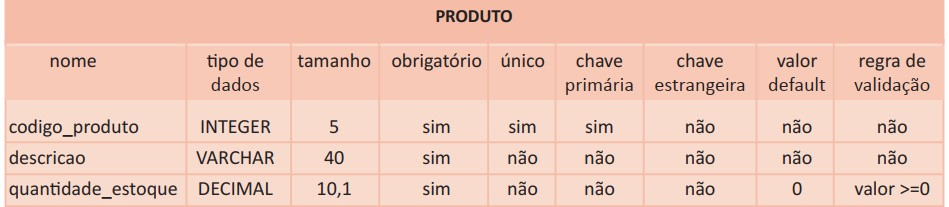 PRODUTO
nome tipo de dados tamanho obrigatório único chave primária chave estrangeira valor default regra de validação
codigo_produto INTEGER 5 sim sim sim não não não
descricao VARCHAR 40 sim não não não não não
quantidade_estoque DECIMAL 10,1 sim não não não 0 valor >=0